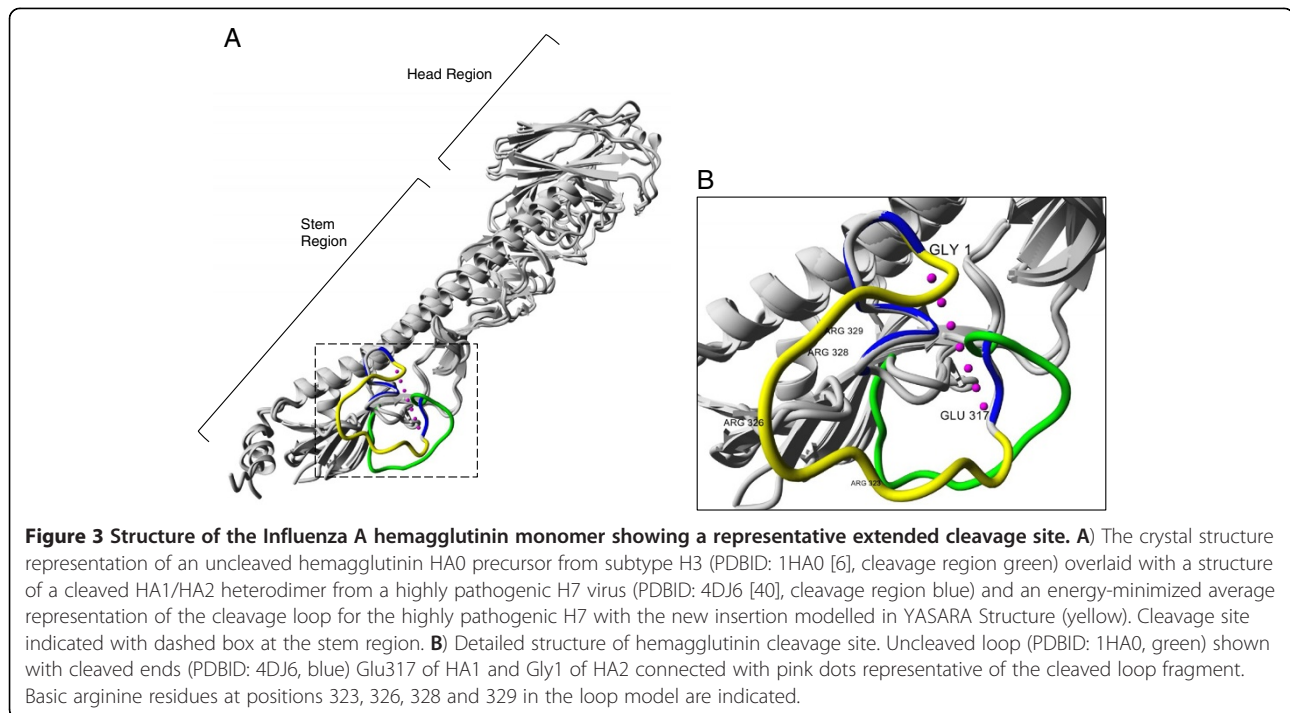 A
Head Region
Stem
Region
B
GLY 1
ARG 329
ARG 328
GLU 317
ARG 326
ARG 323
Figure 3 Structure of the Influenza A hemagglutinin monomer showing a representative extended cleavage site. A) The crystal structure
representation of an uncleaved hemagglutinin HA0 precursor from subtype H3 (PDBID: 1HA0 [6], cleavage region green) overlaid with a structure
of a cleaved HA1/HA2 heterodimer from a highly pathogenic H7 virus (PDBID: 4DJ6 [40], cleavage region blue) and an energy-minimized average
representation of the cleavage loop for the highly pathogenic H7 with the new insertion modelled in YASARA Structure (yellow). Cleavage site
indicated with dashed box at the stem region. B) Detailed structure of hemagglutinin cleavage site. Uncleaved loop (PDBID: 1HA0, green) shown
with cleaved ends (PDBID: 4DJ6, blue) Glu317 of HA1 and Gly1 of HA2 connected with pink dots representative of the cleaved loop fragment.
Basic arginine residues at positions 323, 326, 328 and 329 in the loop model are indicated.